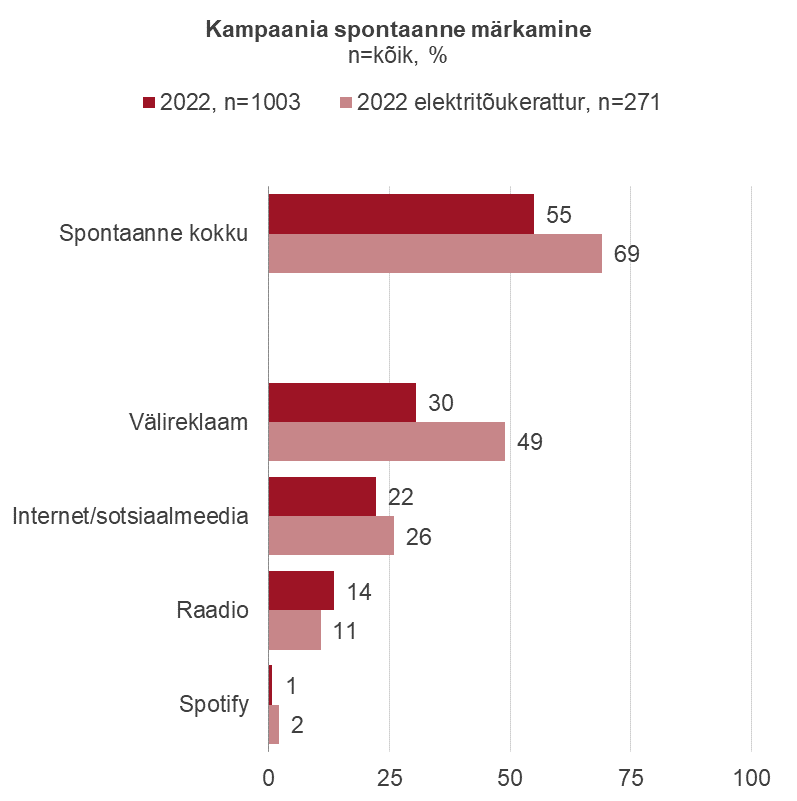 Kampaania spontaanne märkamine
n=kõik, %
2022, n=1003 2022 elektritõukerattur, n=271
Spontaanne kokku 55
69
Välireklaam 30
49
Internet/sotsiaalmeedia 22
26
Raadio 14
11
Spotify 1
2
0 25 50 75 100